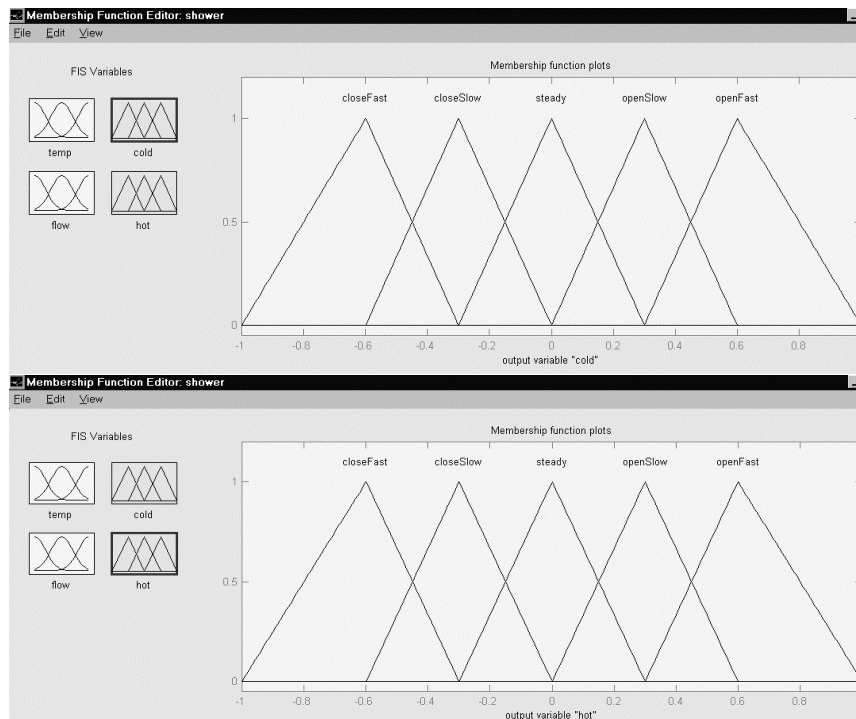 Membership Function Editor: shower
File Edit View
FIS Variables
Membership function plots
closeFast closeSlow steady openSlow openFast
temp cold
flow hot
1
0.5
0
-1 -0.8 -0.6 -0.4 -0.2 0 0.2 0.4 0.6 0.8
output variable "cold"
Membership Function Editor: shower
File Edit View
FIS Variables
Membership function plots
closeFast closeSlow steady openSlow openFast
temp cold
flow hot
1
0.5
0
-1 -0.8 -0.6 -0.4 -0.2 0 0.2 0.4 0.6 0.8
output variable "hot"